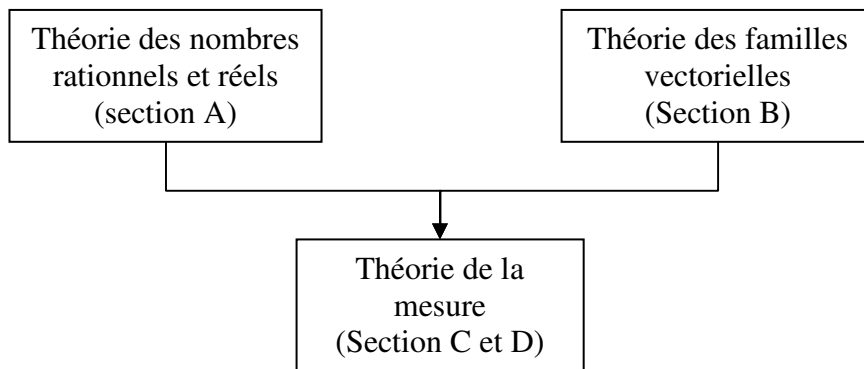 Théorie des nombres
rationnels et réels
(section A)
Théorie des familles
vectorielles
(Section B)
Théorie de la
mesure
(Section C et D)